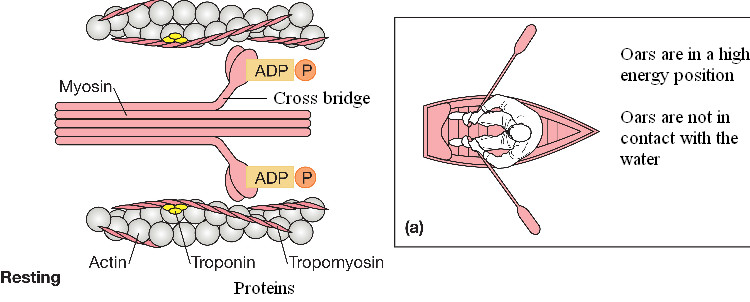 ADP P
Myosin
Cross bridge
ADP P
Actin
Troponin
Tropomyosin
Resting
Proteins
Oars are in a high
energy position
Oars are not in
contact with the
water
(a)